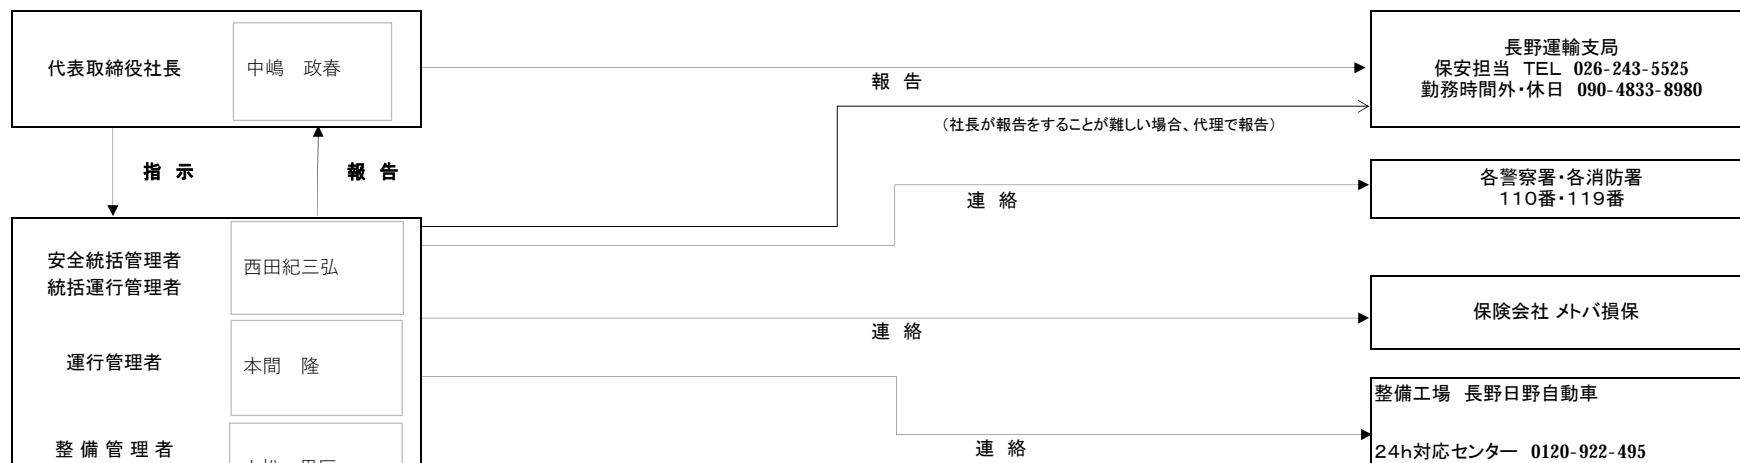 代表取締役社長
中嶋　政春
報 告
長野運輸支局
保安担当　TEL　026-243-5525
勤務時間外・休日　090-4833-8980
（社長が報告をすることが難しい場合、代理で報告）
指 示
報 告
連 絡
各警察署・各消防署
110番・119番
安全統括管理者
統括運行管理者
西田紀三弘
連 絡
保険会社 メトバ損保
運行管理者
本間　隆
整備工場　長野日野自動車
整 備 管 理 者
連 絡
24h対応センター　0120-922-495